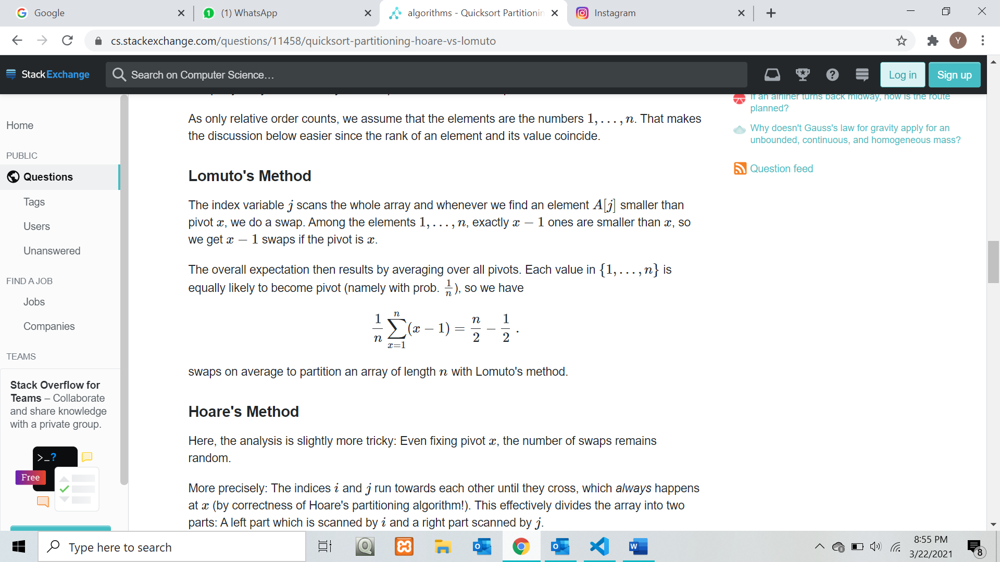 Google
(1) WhatsApp
algorithms - Quicksort Partitionin
Instagram
cs.stackexchange.com/questions/11458/quicksort-partitioning-hoare-vs-lomuto
Y
StackExchange
Search on Computer Science…
Log in
Sign up
Home
PUBLIC
Questions
Tags
Users
Unanswered
FIND A JOB
Jobs
Companies
TEAMS
Stack Overflow for
Teams – Collaborate
and share knowledge
with a private group.
>_?
Free
As only relative order counts, we assume that the elements are the numbers 1, . . . , n. That makes
the discussion below easier since the rank of an element and its value coincide.
Lomuto's Method
The index variable j scans the whole array and whenever we find an element A[j] smaller than
pivot x, we do a swap. Among the elements 1, . . . , n, exactly x − 1 ones are smaller than x, so
we get x − 1 swaps if the pivot is x.
The overall expectation then results by averaging over all pivots. Each value in {1, . . . , n} is
equally likely to become pivot (namely with prob. 1/n), so we have
1/n ∑_{x=1}^{n} (x − 1) = n/2 − 1/2 .
swaps on average to partition an array of length n with Lomuto's method.
Hoare's Method
Here, the analysis is slightly more tricky: Even fixing pivot x, the number of swaps remains
random.
More precisely: The indices i and j run towards each other until they cross, which always happens
at x (by correctness of Hoare's partitioning algorithm!). This effectively divides the array into two
parts: A left part which is scanned by i and a right part scanned by j.
If an airliner turns back midway, how is the route
planned?
Why doesn't Gauss's law for gravity apply for an
unbounded, continuous, and homogeneous mass?
Question feed
Type here to search
8:55 PM
3/22/2021
8